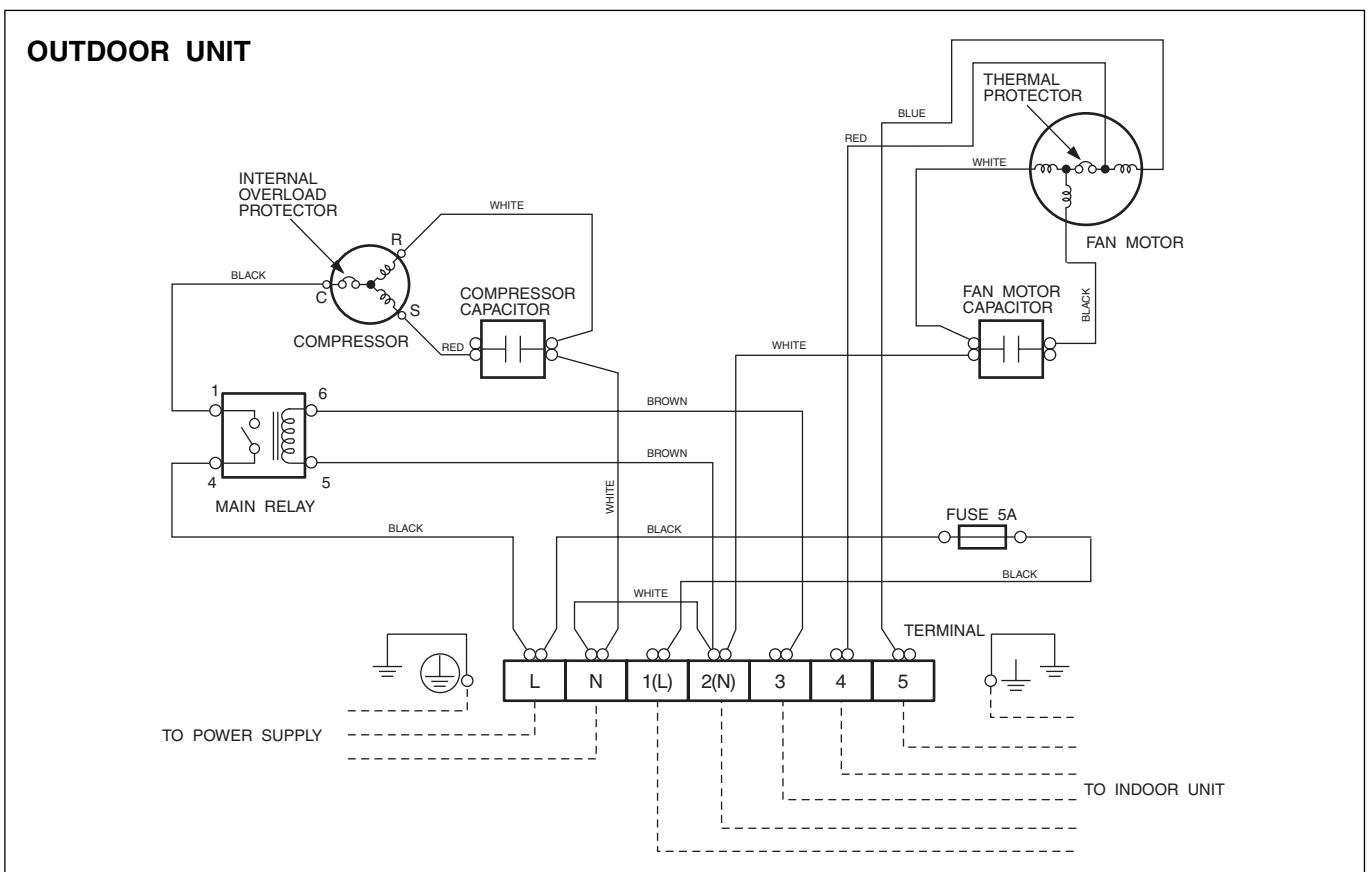 OUTDOOR UNIT
THERMAL
PROTECTOR
BLUE
RED
WHITE
FAN MOTOR
INTERNAL
OVERLOAD
PROTECTOR
WHITE
R
BLACK
C
S
COMPRESSOR
COMPRESSOR
CAPACITOR
RED
FAN MOTOR
CAPACITOR
BLACK
WHITE
1
6
BROWN
BROWN
4
5
MAIN RELAY
WHITE
BLACK
BLACK
FUSE 5A
BLACK
WHITE
TERMINAL
L
N
1(L)
2(N)
3
4
5
TO POWER SUPPLY
TO INDOOR UNIT